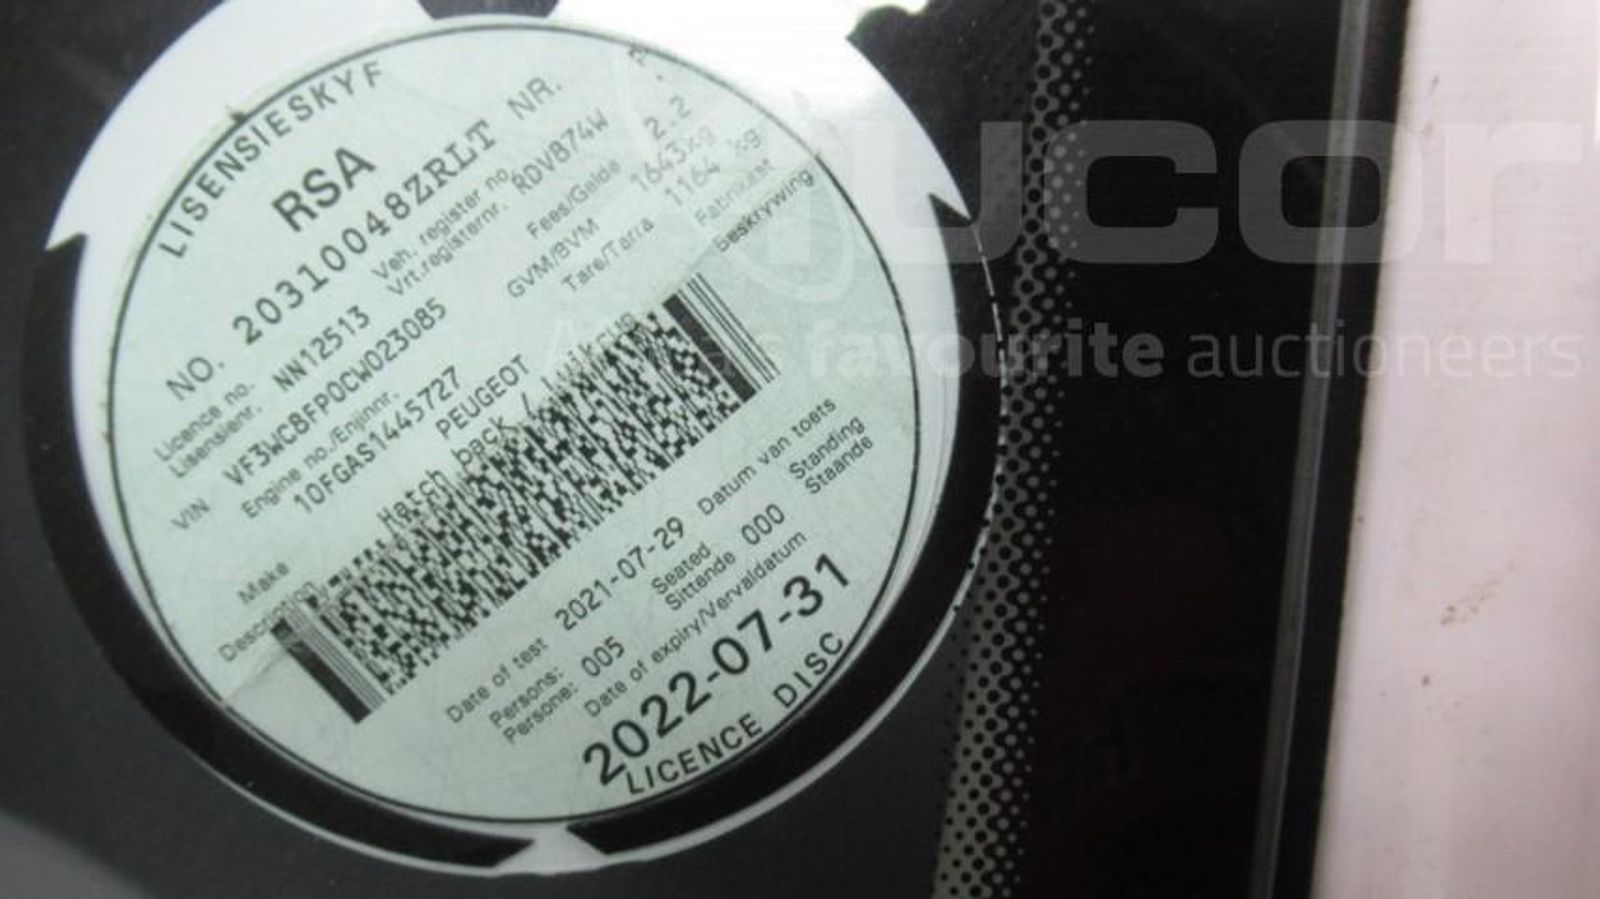 LISENSIESKYF
RSA
NO. 20310048ZRLT NR.
Licence no.
Lisensienr. NN12513
Veh. register no.
Vrt.registernr. RDV874W
VIN VF3WC8FP0CW023085
Fees/Gelde 2.2
Engine no./Enjinnr.
10FGAS1445727
GVM/BVM 1643kg
Tare/Tarra 1164 kg
Make PEUGEOT Fabrikaat
Description Hatch back / Luikrug Beskrywing
Date of test 2021-07-29 Datum van toets
Persons:
Persone: 005
Seated
Sittende 000
Standing
Staande
Date of expiry/Vervaldatum
2022-07-31
LICENCE DISC
ucor
favourite auctioneers